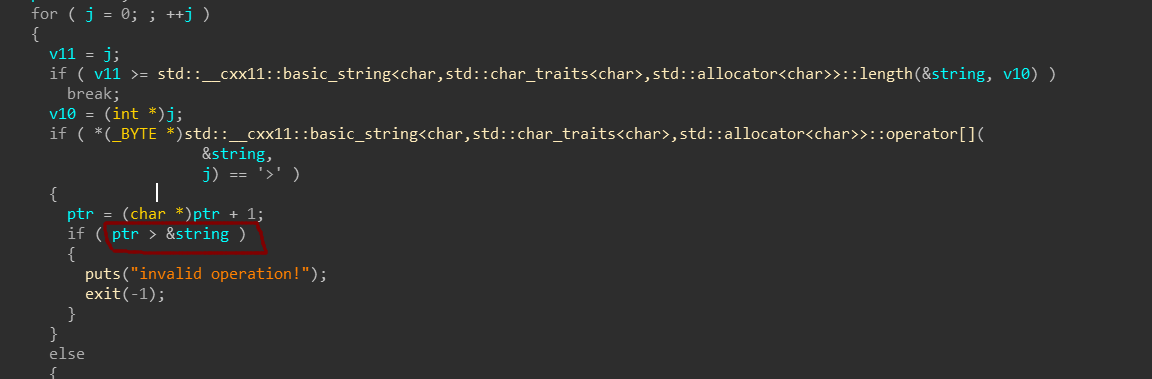 for ( j = 0; ; ++j )
{
v11 = j;
if ( v11 >= std::__cxx11::basic_string<char,std::char_traits<char>,std::allocator<char>>::length(&string, v10) )
break;
v10 = (int *)j;
if ( *(_BYTE *)std::__cxx11::basic_string<char,std::char_traits<char>,std::allocator<char>>::operator[](
&string,
j) == '>' )
{
ptr = (char *)ptr + 1;
if ( ptr > &string )
{
puts("invalid operation!");
exit(-1);
}
}
else
{